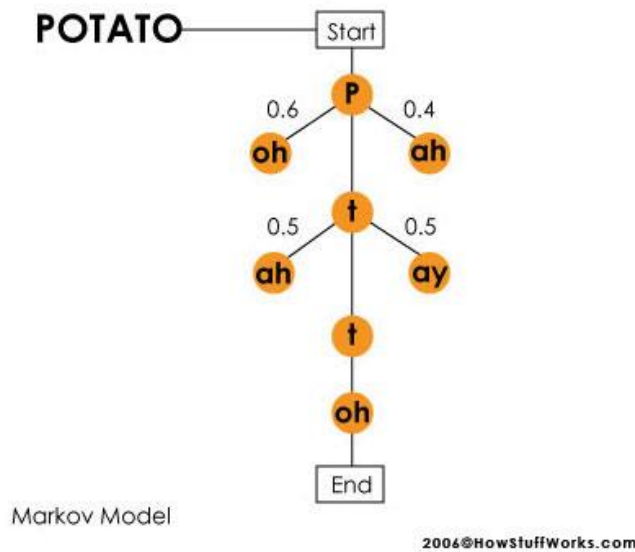 POTATO Start
P
0.6 0.4
oh ah
t
0.5 0.5
ah ay
t
oh
End
Markov Model
2006©HowStuffWorks.com